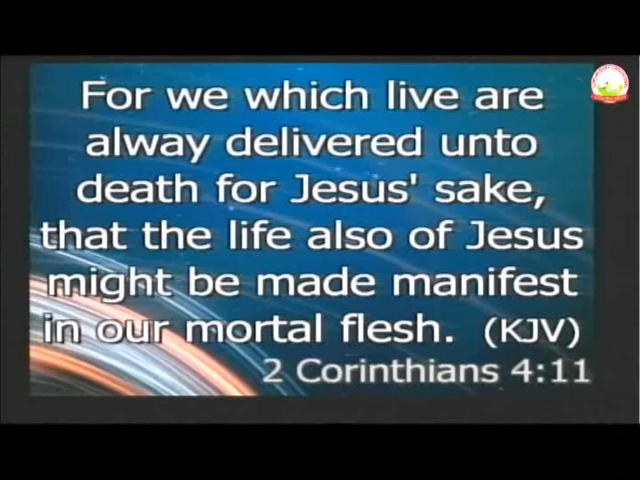 For we which live are
alway delivered unto
death for Jesus' sake,
that the life also of Jesus
might be made manifest
in our mortal flesh. (KJV)
2 Corinthians 4:11